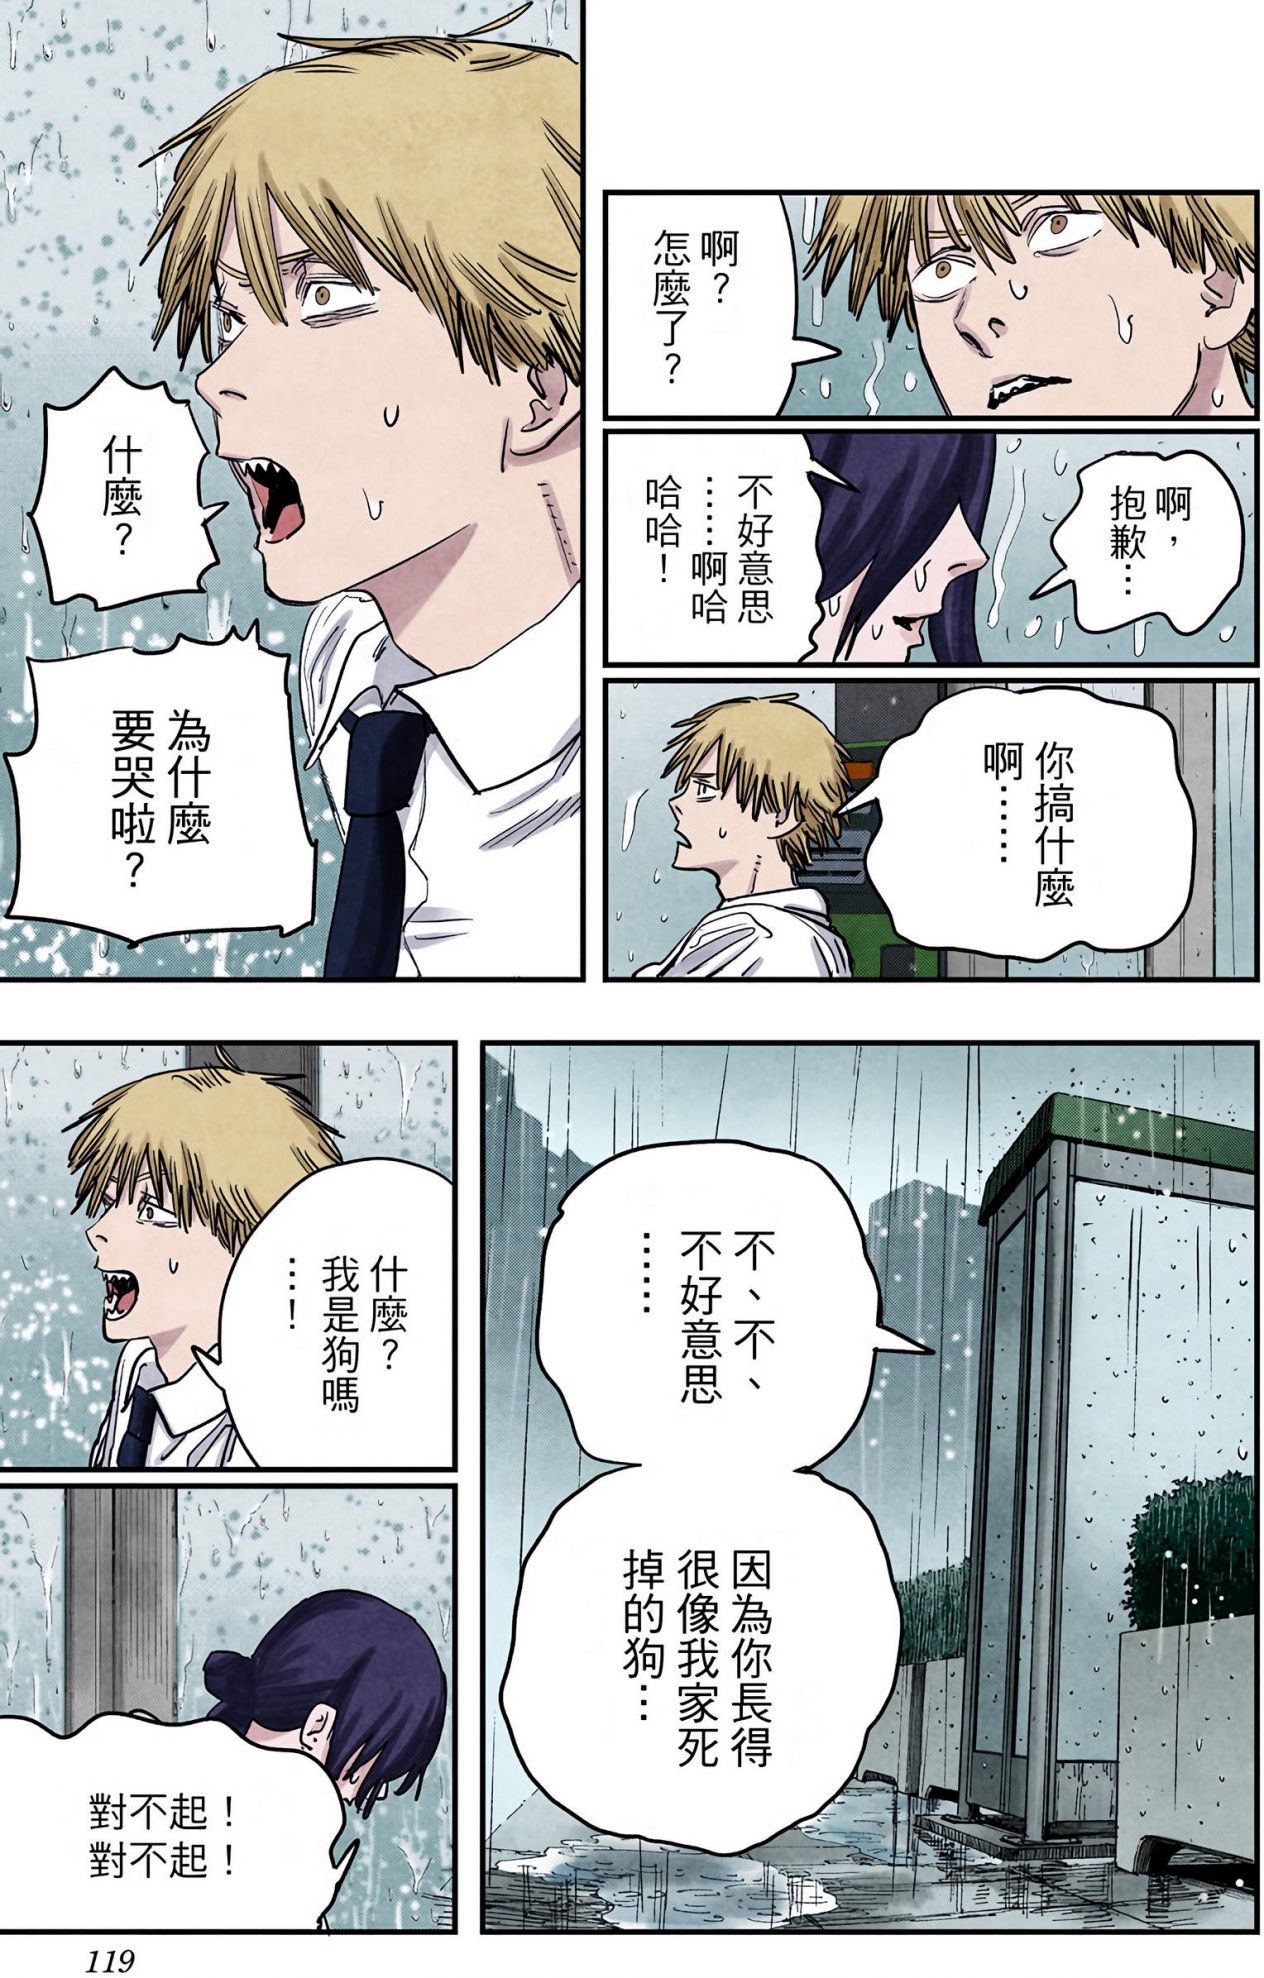 啊？
怎麼了？
啊，
抱歉⋯
不好意思
⋯⋯啊哈
哈哈！
你搞什麼
啊⋯⋯
什麼？
為什麼
要哭啦？
不、不、
不好意思
⋯⋯
因為你長得
很像我家死
掉的狗⋯
什麼？
我是狗嗎
⋯！
對不起！
對不起！
119